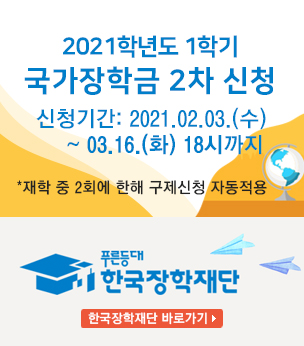 2021학년도 1학기
국가장학금 2차 신청
신청기간: 2021.02.03.(수)
~ 03.16.(화) 18시까지
*재학 중 2회에 한해 구제신청 자동적용
푸른등대
한국장학재단
한국장학재단 바로가기